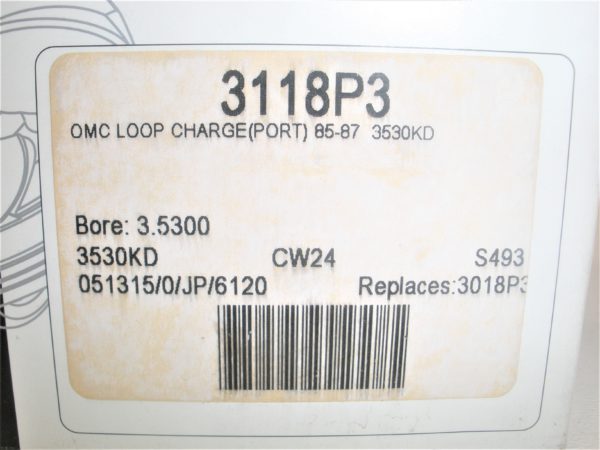 3118P3
OMC LOOP CHARGE(PORT) 85-87 3530KD
Bore: 3.5300
3530KD CW24 S493
051315/0/JP/6120 Replaces:3018P3